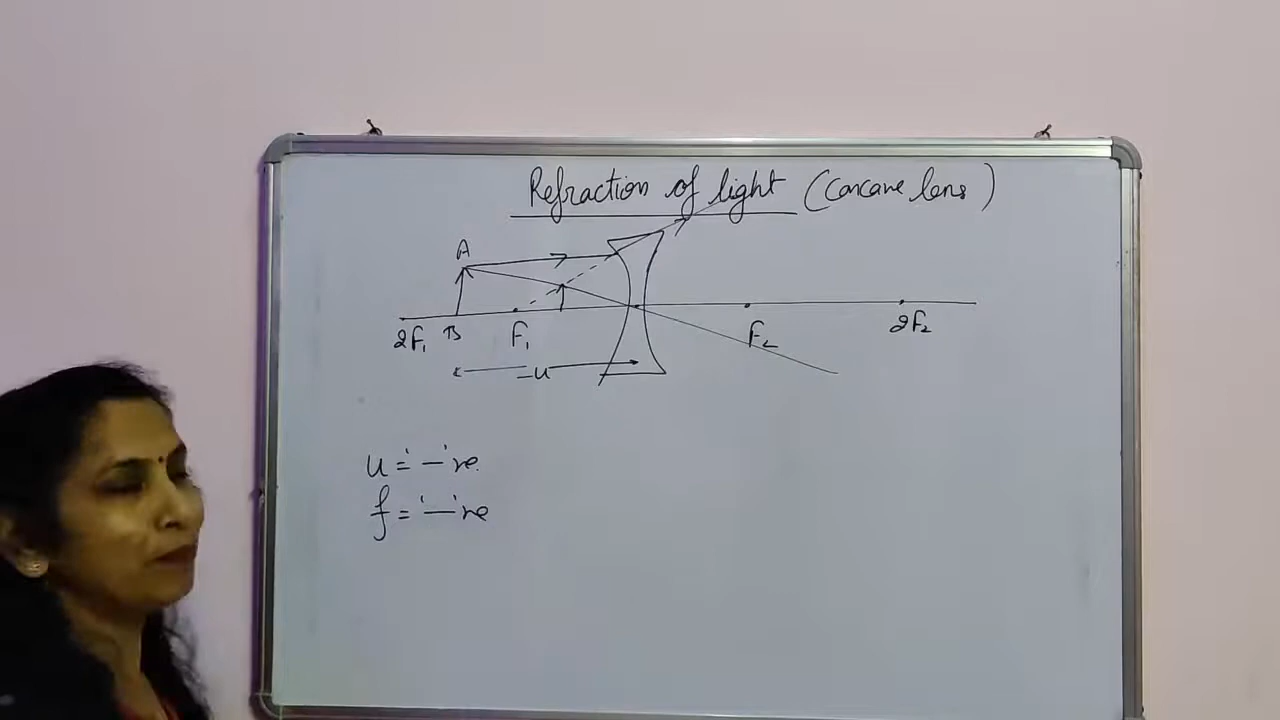 Refraction of light (Concave lens)
A
2F₁ B F₁ F₂ 2F₂
-u
u = '-'ve.
f = '-'ve